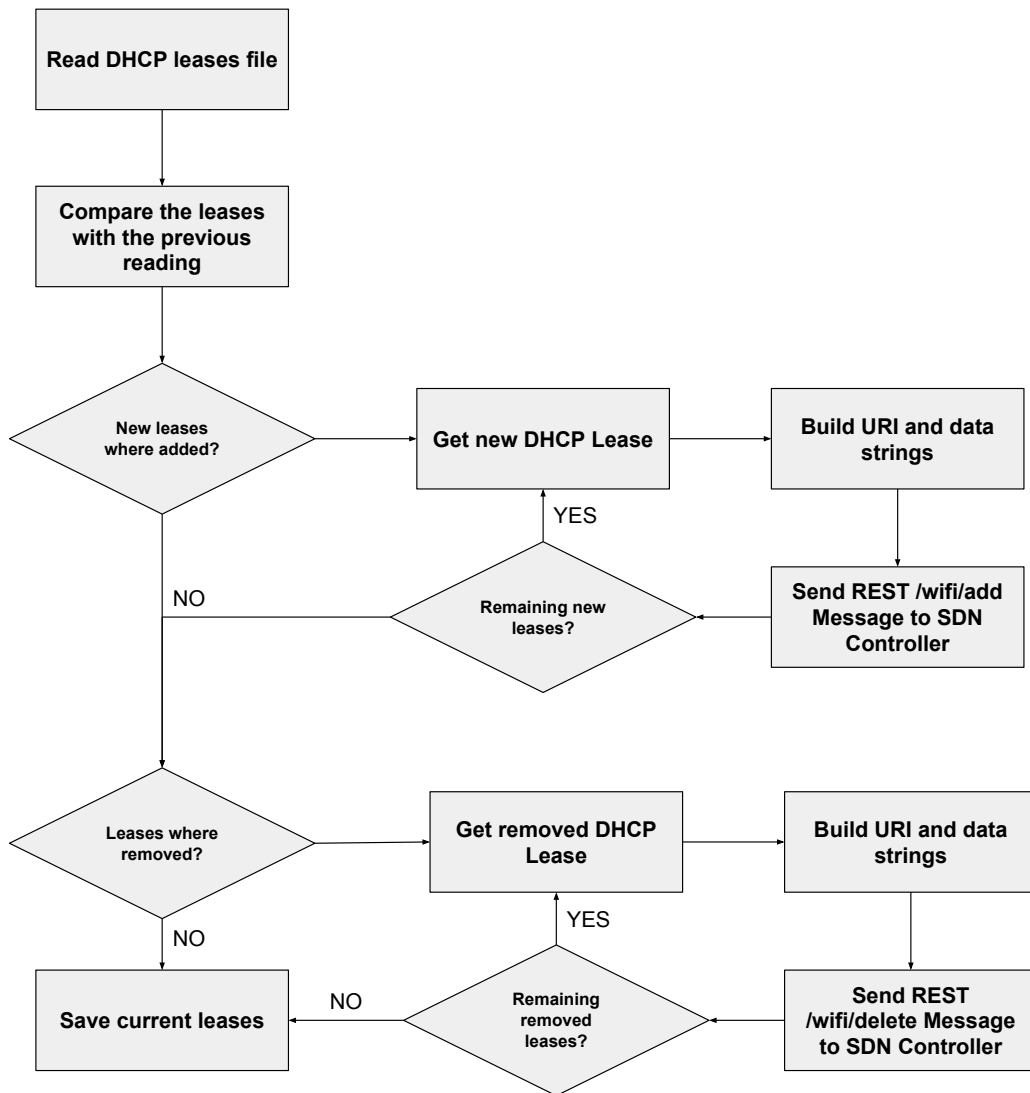 Read DHCP leases file
Compare the leases
with the previous
reading
New leases
where added?
Get new DHCP Lease
Build URI and data
strings
YES
NO
Remaining new
leases?
Send REST /wifi/add
Message to SDN
Controller
Leases where
removed?
Get removed DHCP
Lease
Build URI and data
strings
YES
NO
Save current leases
NO
Remaining
removed
leases?
Send REST
/wifi/delete Message
to SDN Controller